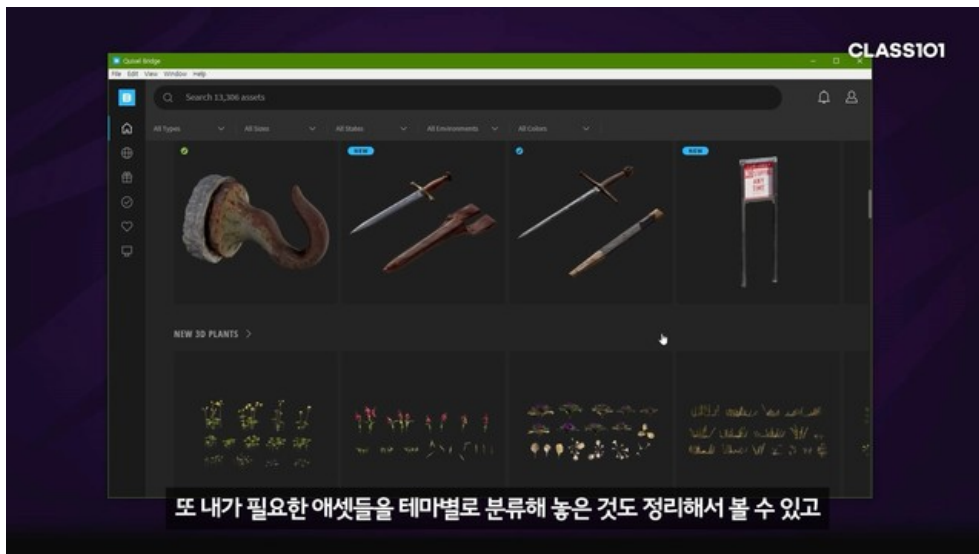 CLASS101
Quixel Bridge
File Edit View Window Help
Search 13,306 assets
All Types All Sizes All States All Environments All Colors
NEW NEW
ANY
TIME
NEW 3D PLANTS >
또 내가 필요한 애셋들을 테마별로 분류해 놓은 것도 정리해서 볼 수 있고